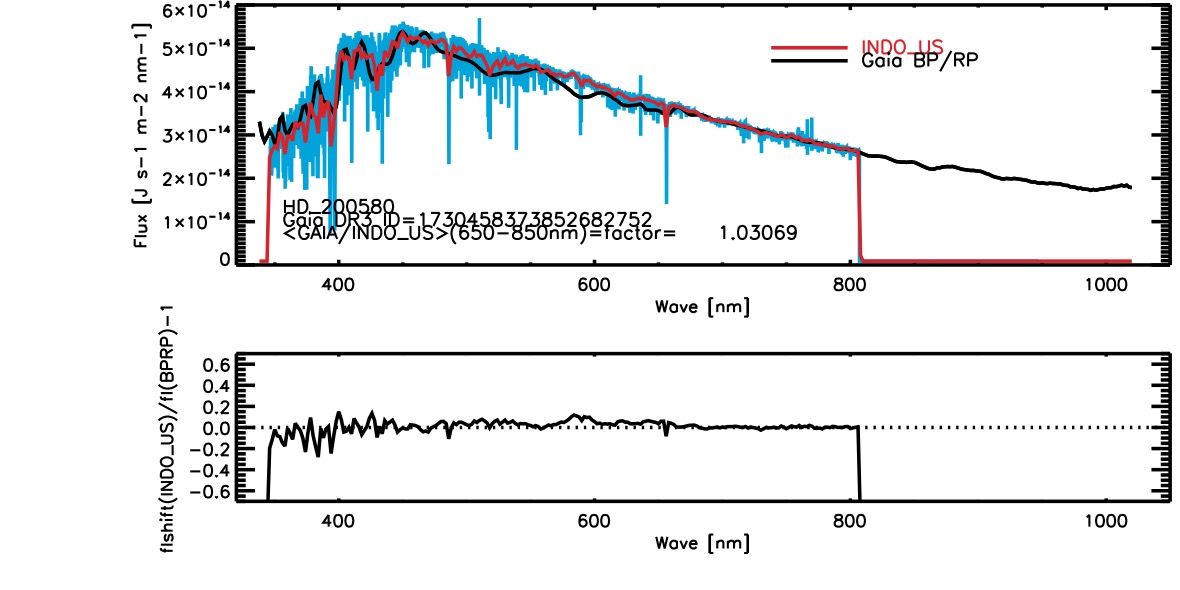 6×10−14
5×10−14
4×10−14
3×10−14
2×10−14
1×10−14
0
Flux [J s−1 m−2 nm−1]
INDO_US
Gaia BP/RP
HD_200580
Gaia DR3 ID=1730458373852682752
<GAIA/INDO_US>(650−850nm)=factor= 1.03069
400 600 800 1000
Wave [nm]
flshift(INDO_US)/fl(BPRP)−1
0.6
0.4
0.2
0.0
−0.2
−0.4
−0.6
400 600 800 1000
Wave [nm]